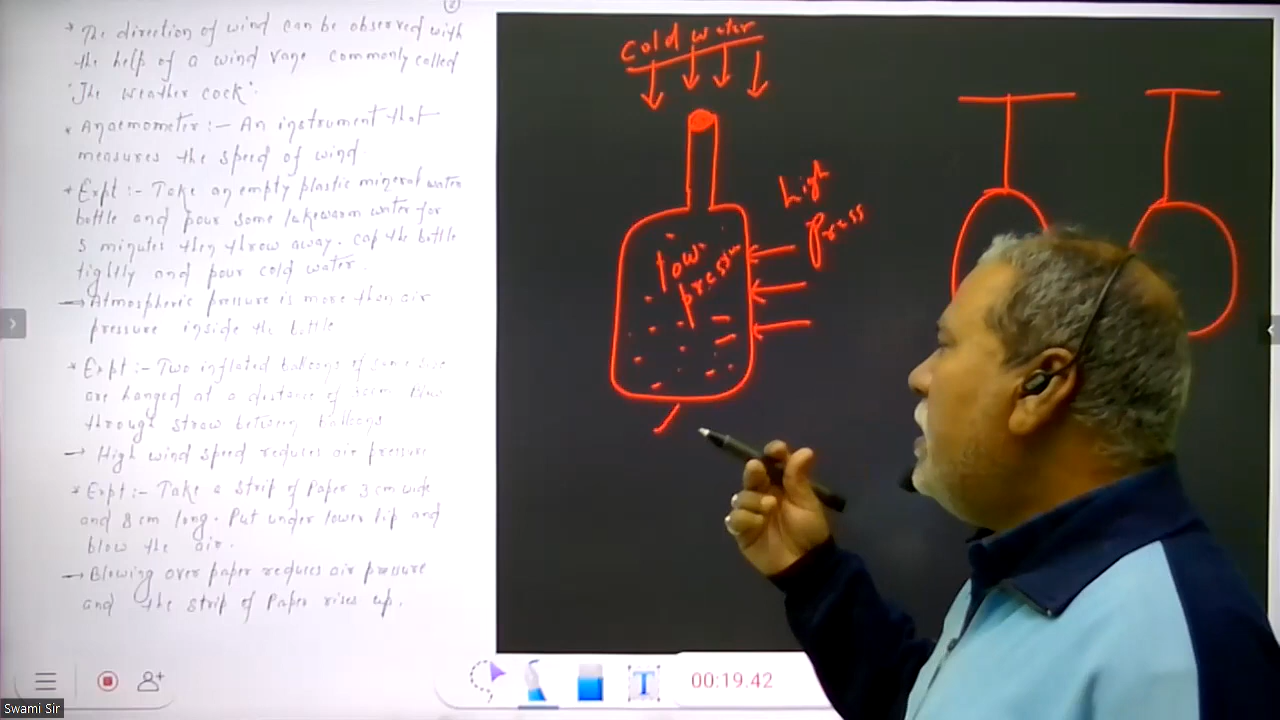 2
* The direction of wind can be observed with
the help of a wind vane commonly called
"The weather cock".
* Anaemometer :- An instrument that
measures the speed of wind
* Expt :- Take an empty plastic mineral water
bottle and pour some lukewarm water for
5 minutes then throw away. Cap the bottle
tightly and pour cold water.
→ Atmospheric pressure is more than air
pressure inside the bottle
* Expt :- Two inflated balloons of same size
are hanged at a distance of cm Blow
through straw between balloons
→ High wind speed reduces air pressure
* Expt :- Take a strip of Paper 3 cm wide
and 8 cm long. Put under lower lip and
blow the air.
→ Blowing over paper reduces air pressure
and the strip of Paper rises up.
Cold water
High
Press
low
pressure
T
00:19.42
Swami Sir